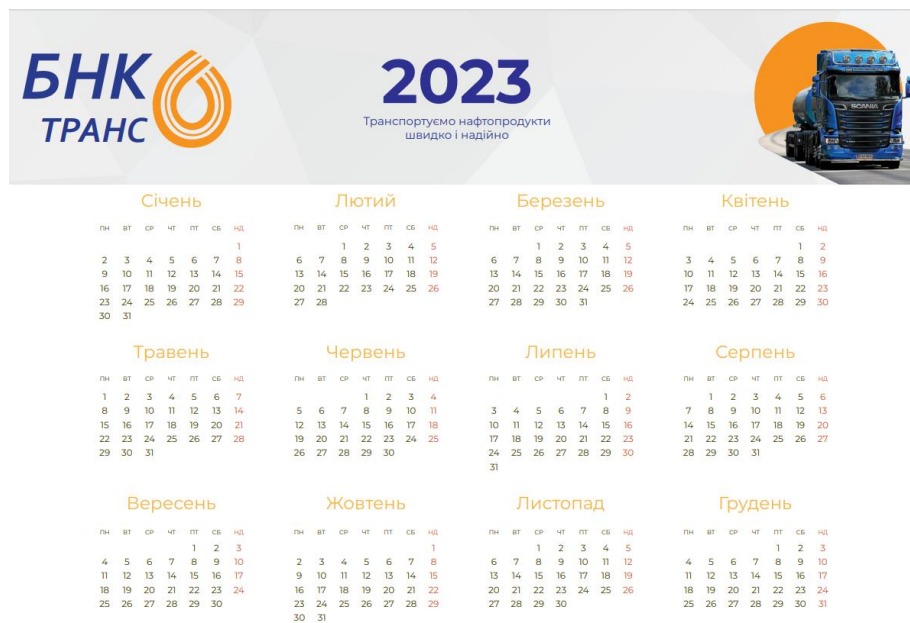 БНК
ТРАНС
2023
Транспортуємо нафтопродукти
швидко і надійно
SCANIA
Січень
ПН ВТ СР ЧТ ПТ СБ НД
1
2 3 4 5 6 7 8
9 10 11 12 13 14 15
16 17 18 19 20 21 22
23 24 25 26 27 28 29
30 31
Лютий
ПН ВТ СР ЧТ ПТ СБ НД
1 2 3 4 5
6 7 8 9 10 11 12
13 14 15 16 17 18 19
20 21 22 23 24 25 26
27 28
Березень
ПН ВТ СР ЧТ ПТ СБ НД
1 2 3 4 5
6 7 8 9 10 11 12
13 14 15 16 17 18 19
20 21 22 23 24 25 26
27 28 29 30 31
Квітень
ПН ВТ СР ЧТ ПТ СБ НД
1 2
3 4 5 6 7 8 9
10 11 12 13 14 15 16
17 18 19 20 21 22 23
24 25 26 27 28 29 30
Травень
ПН ВТ СР ЧТ ПТ СБ НД
1 2 3 4 5 6 7
8 9 10 11 12 13 14
15 16 17 18 19 20 21
22 23 24 25 26 27 28
29 30 31
Червень
ПН ВТ СР ЧТ ПТ СБ НД
1 2 3 4
5 6 7 8 9 10 11
12 13 14 15 16 17 18
19 20 21 22 23 24 25
26 27 28 29 30
Липень
ПН ВТ СР ЧТ ПТ СБ НД
1 2
3 4 5 6 7 8 9
10 11 12 13 14 15 16
17 18 19 20 21 22 23
24 25 26 27 28 29 30
31
Серпень
ПН ВТ СР ЧТ ПТ СБ НД
1 2 3 4 5 6
7 8 9 10 11 12 13
14 15 16 17 18 19 20
21 22 23 24 25 26 27
28 29 30 31
Вересень
ПН ВТ СР ЧТ ПТ СБ НД
1 2 3
4 5 6 7 8 9 10
11 12 13 14 15 16 17
18 19 20 21 22 23 24
25 26 27 28 29 30
Жовтень
ПН ВТ СР ЧТ ПТ СБ НД
1
2 3 4 5 6 7 8
9 10 11 12 13 14 15
16 17 18 19 20 21 22
23 24 25 26 27 28 29
30 31
Листопад
ПН ВТ СР ЧТ ПТ СБ НД
1 2 3 4 5
6 7 8 9 10 11 12
13 14 15 16 17 18 19
20 21 22 23 24 25 26
27 28 29 30
Грудень
ПН ВТ СР ЧТ ПТ СБ НД
1 2 3
4 5 6 7 8 9 10
11 12 13 14 15 16 17
18 19 20 21 22 23 24
25 26 27 28 29 30 31